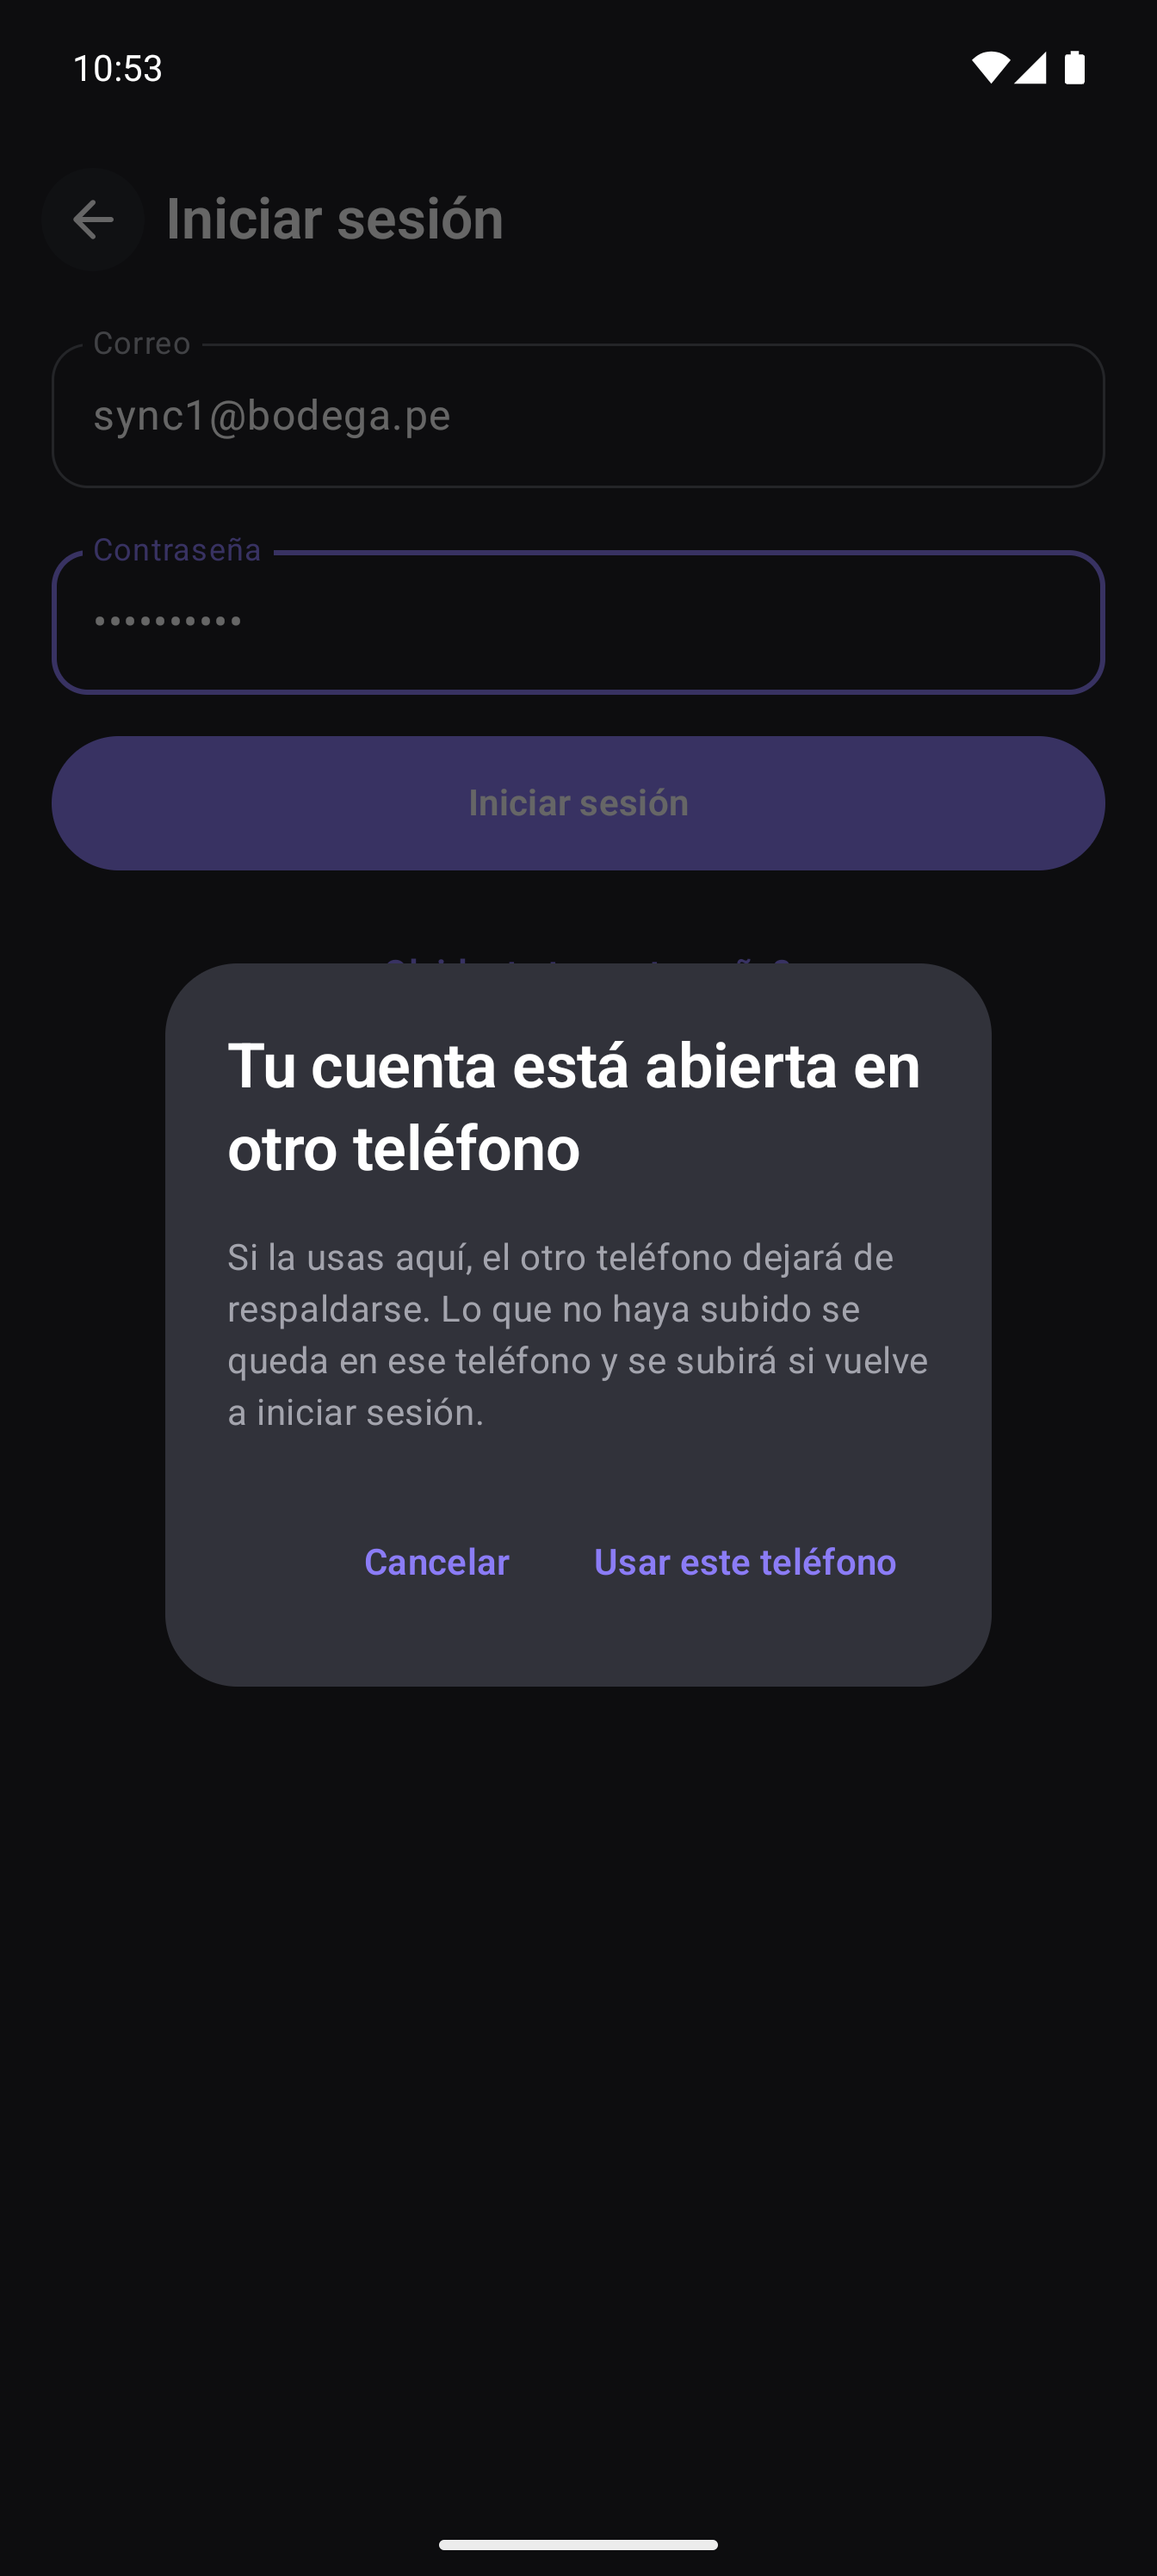 10:53
Iniciar sesión
Correo
sync1@bodega.pe
Contraseña
••••••••••
Iniciar sesión
Tu cuenta está abierta en
otro teléfono
Si la usas aquí, el otro teléfono dejará de
respaldarse. Lo que no haya subido se
queda en ese teléfono y se subirá si vuelve
a iniciar sesión.
Cancelar
Usar este teléfono